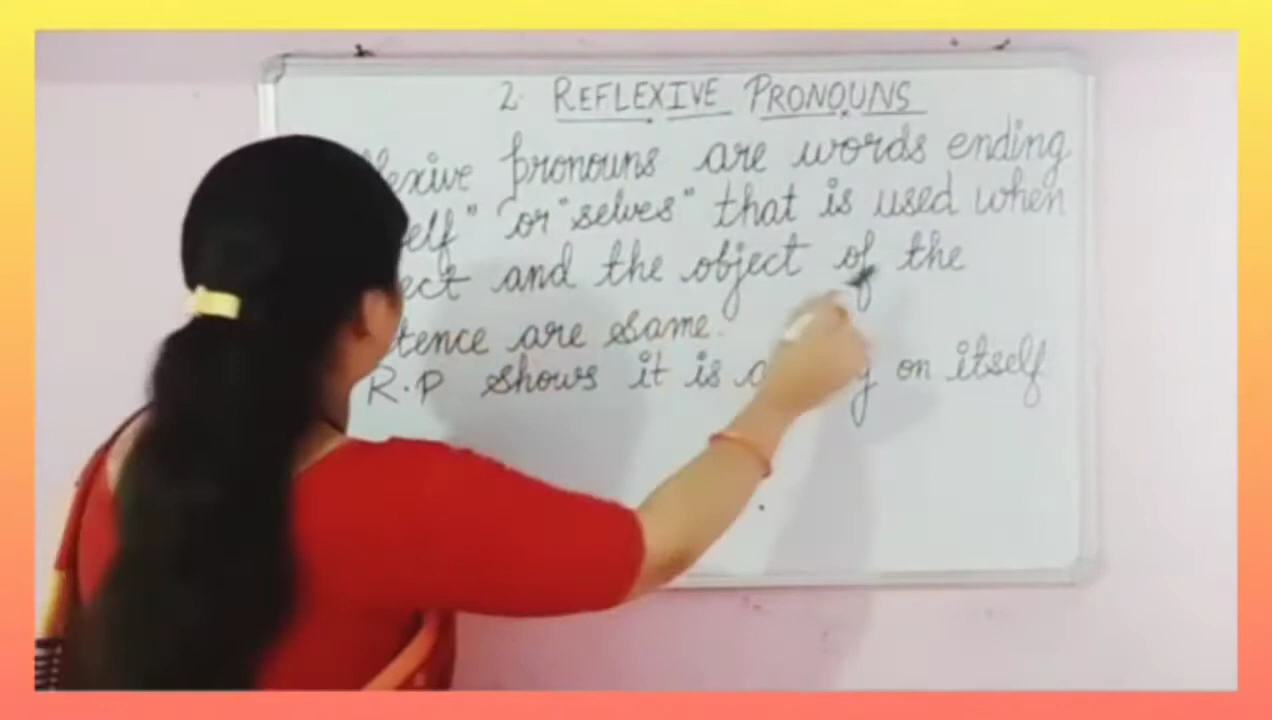 2. REFLEXIVE PRONOUNS
lexive pronouns are words ending
elf" or "selves" that is used when
ect and the object of the
tence are same.
R.P shows it is on itself